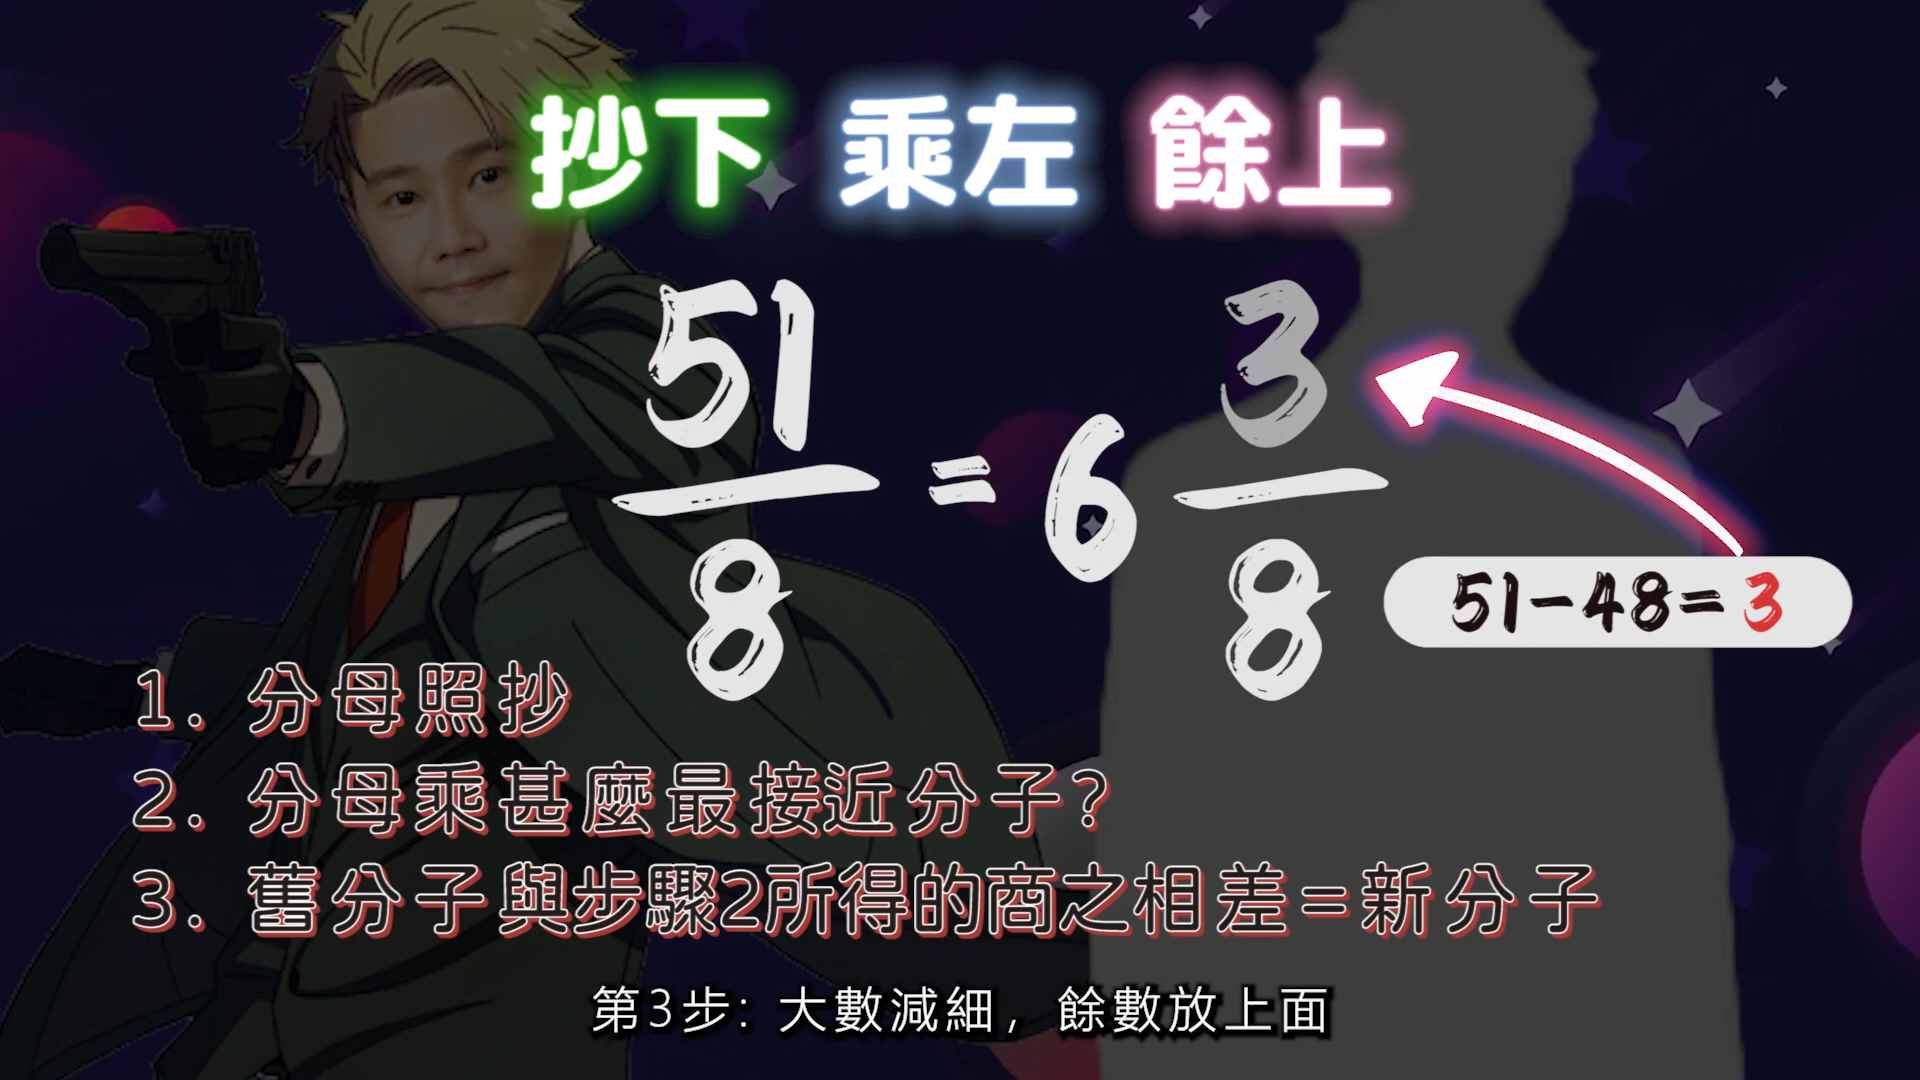 抄下 乘左 餘上
51/8 = 6 3/8
51-48=3
1. 分母照抄
2. 分母乘甚麼最接近分子?
3. 舊分子與步驟2所得的商之相差=新分子
第3步: 大數減細, 餘數放上面